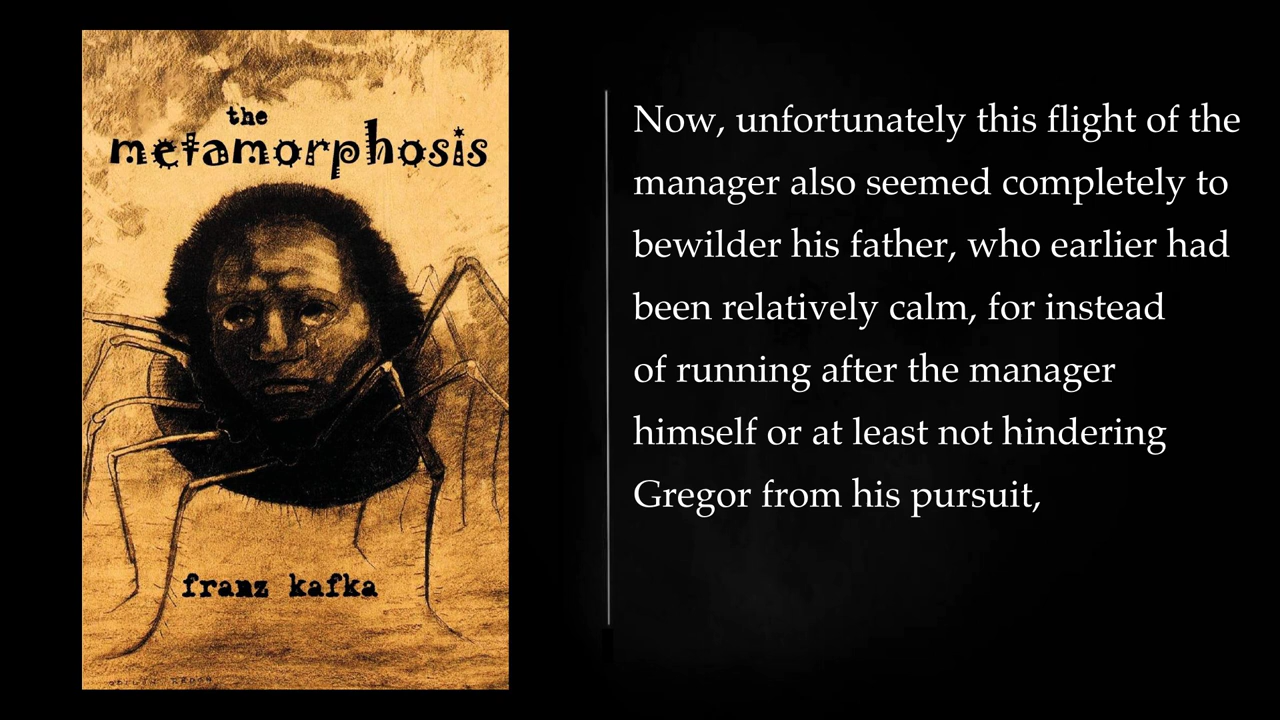 the
metamorphosis
franz kafka
ODILON REDON
Now, unfortunately this flight of the
manager also seemed completely to
bewilder his father, who earlier had
been relatively calm, for instead
of running after the manager
himself or at least not hindering
Gregor from his pursuit,